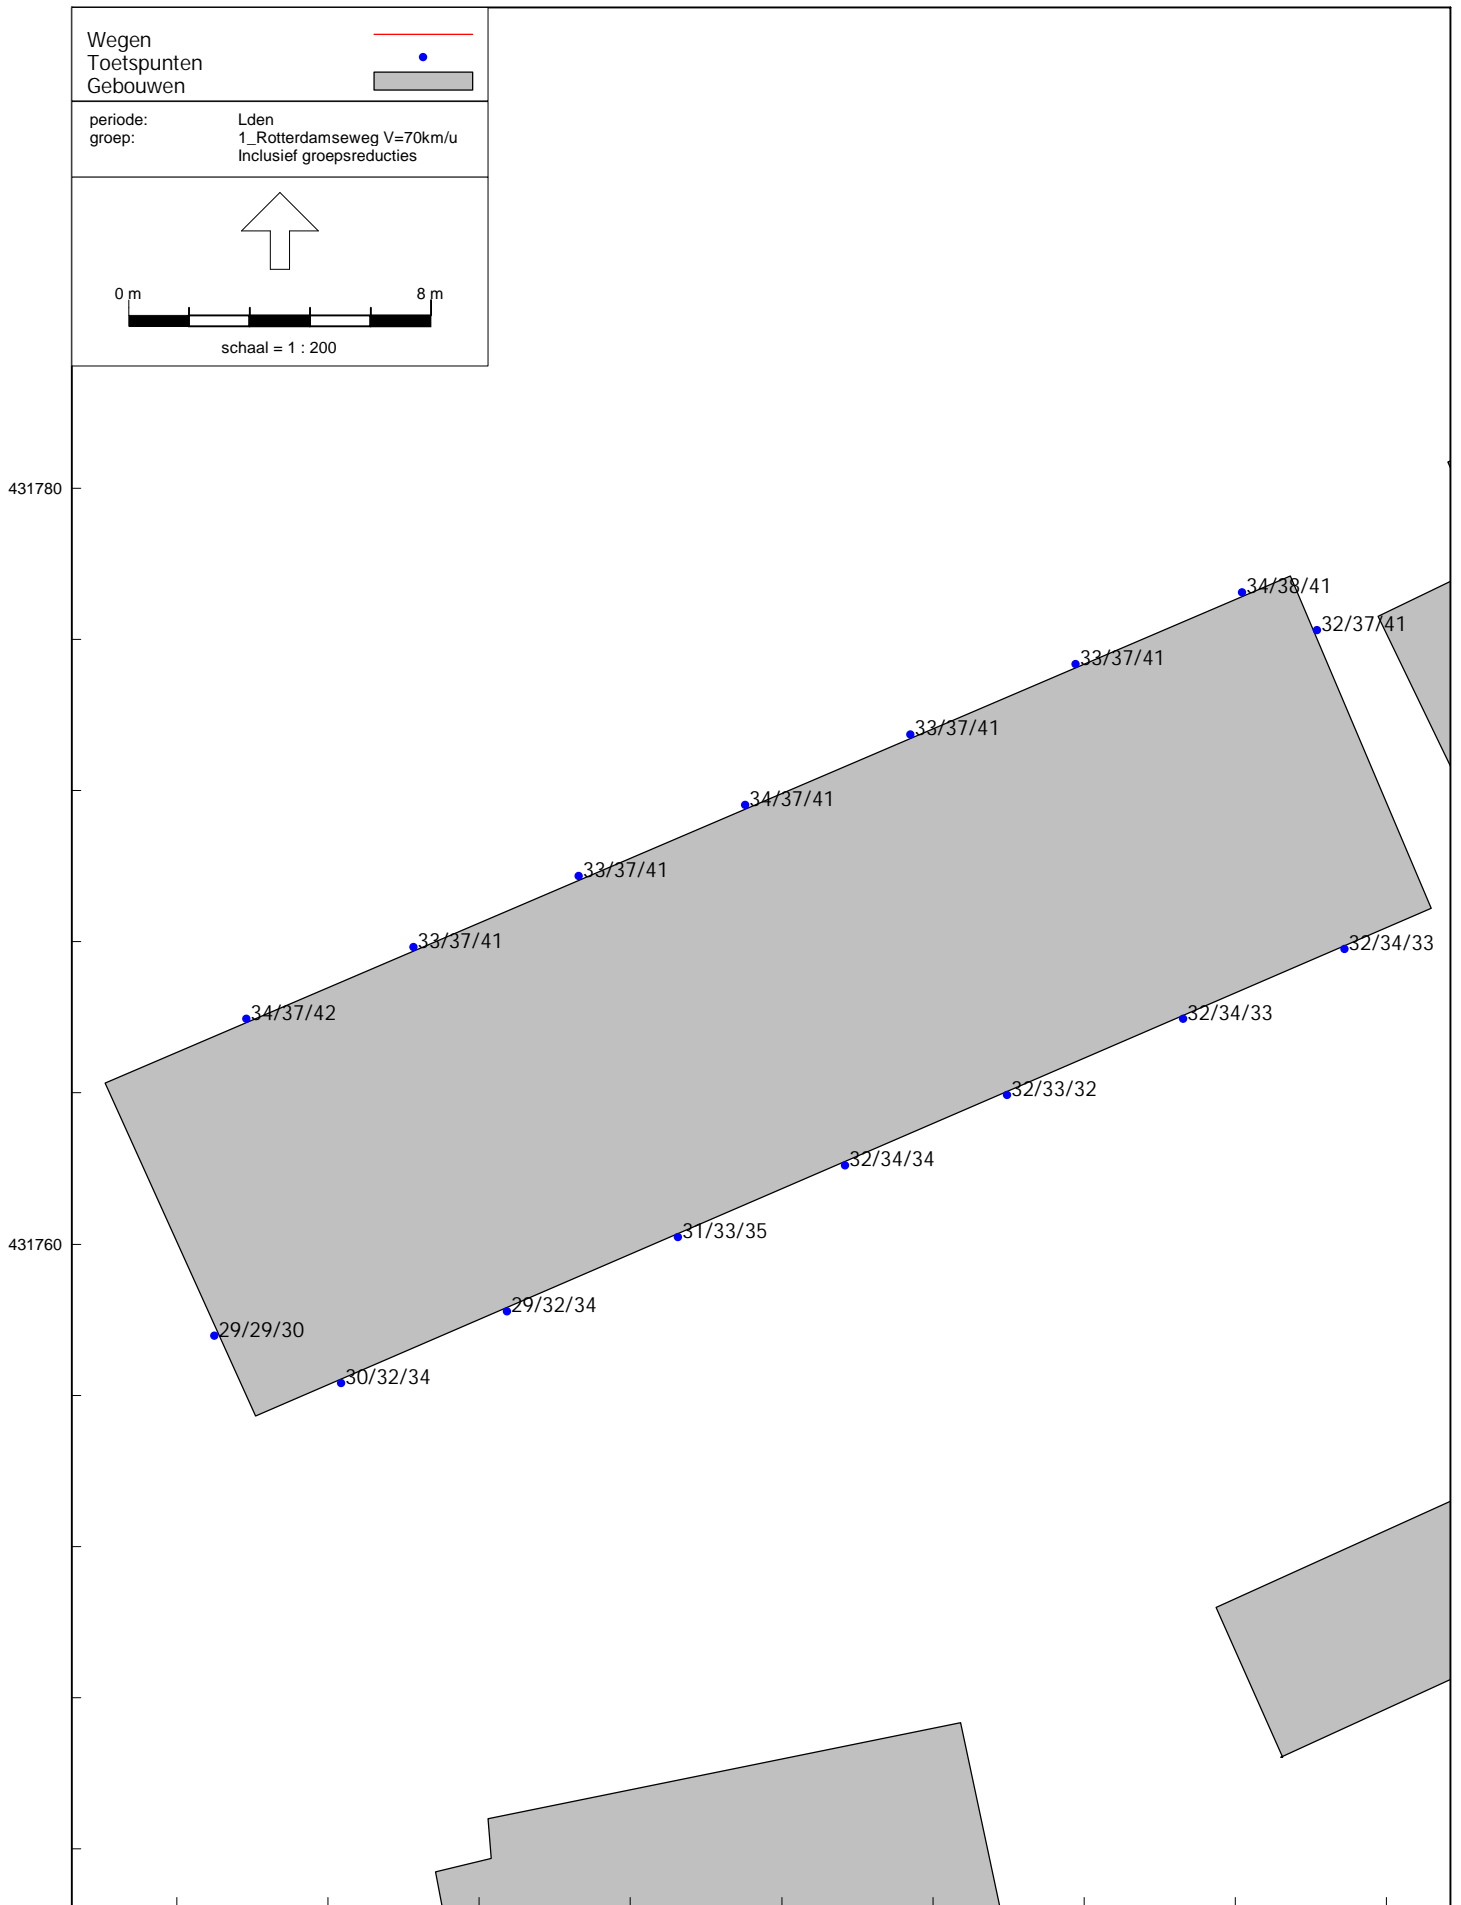 Wegen
Toetspunten
Gebouwen
periode: Lden
groep: 1_Rotterdamseweg V=70km/u
Inclusief groepsreducties
0 m 8 m
schaal = 1 : 200
431780
34/38/41
32/37/41
33/37/41
33/37/41
34/37/41
33/37/41
33/37/41
32/34/33
34/37/42
32/34/33
32/33/32
32/34/34
31/33/35
431760
29/32/34
29/29/30
30/32/34